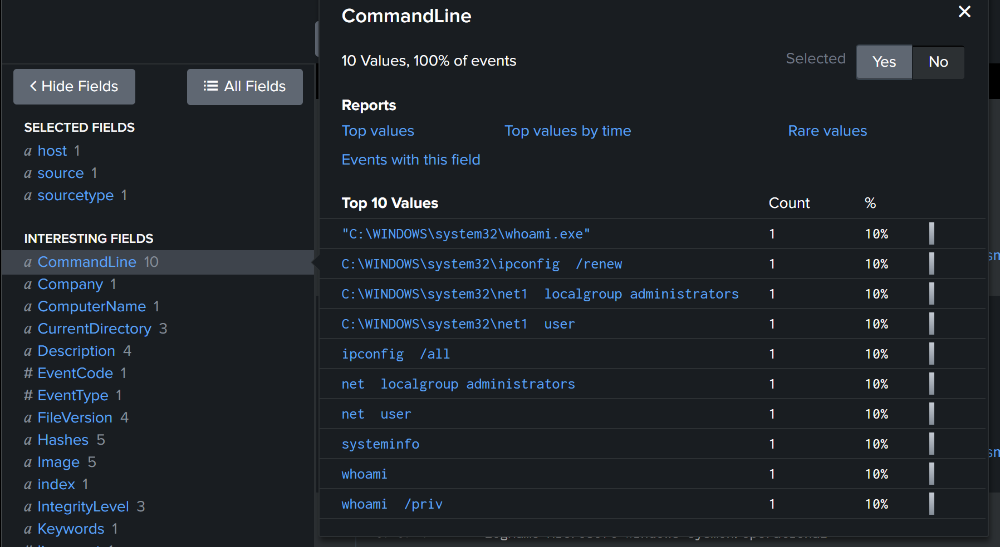 Hide Fields
All Fields
SELECTED FIELDS
a host 1
a source 1
a sourcetype 1
INTERESTING FIELDS
a CommandLine 10
a Company 1
a ComputerName 1
a CurrentDirectory 3
a Description 4
# EventCode 1
# EventType 1
a FileVersion 4
a Hashes 5
a Image 5
a index 1
a IntegrityLevel 3
a Keywords 1
CommandLine
10 Values, 100% of events
Selected Yes No
Reports
Top values Top values by time Rare values
Events with this field
Top 10 Values Count %
"C:\WINDOWS\system32\whoami.exe" 1 10%
C:\WINDOWS\system32\ipconfig /renew 1 10%
C:\WINDOWS\system32\net1 localgroup administrators 1 10%
C:\WINDOWS\system32\net1 user 1 10%
ipconfig /all 1 10%
net localgroup administrators 1 10%
net user 1 10%
systeminfo 1 10%
whoami 1 10%
whoami /priv 1 10%